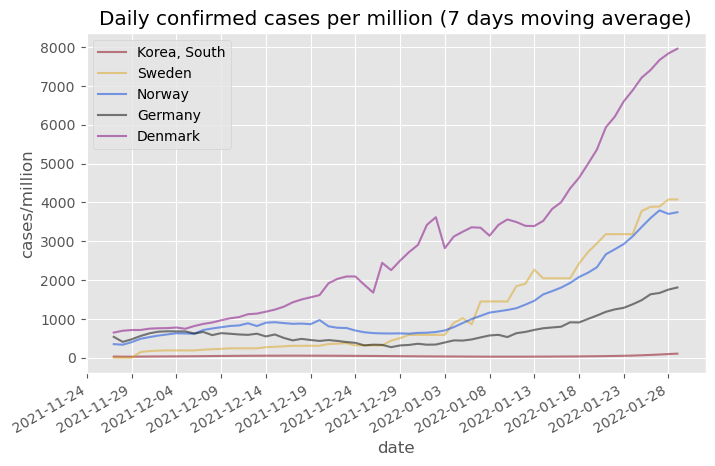 Daily confirmed cases per million (7 days moving average)
8000
7000
6000
5000
4000
3000
2000
1000
0
cases/million
Korea, South
Sweden
Norway
Germany
Denmark
2021-11-24
2021-11-29
2021-12-04
2021-12-09
2021-12-14
2021-12-19
2021-12-24
2021-12-29
2022-01-03
2022-01-08
2022-01-13
2022-01-18
2022-01-23
2022-01-28
date